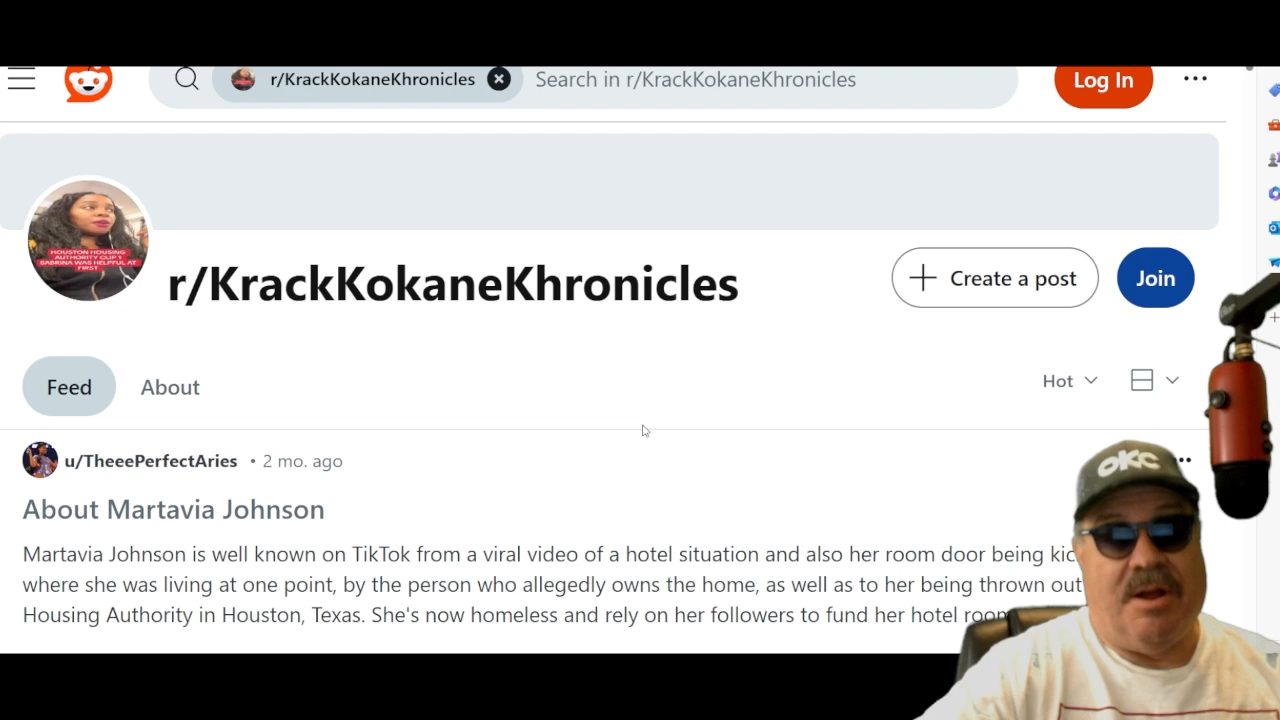 r/KrackKokaneKhronicles
Search in r/KrackKokaneKhronicles
Log In
HOUSTON HOUSING
AUTHORITY CLIP 1
SABRINA WAS HELPFUL AT
FIRST
r/KrackKokaneKhronicles
Create a post
Join
Feed
About
Hot
u/TheeePerfectAries • 2 mo. ago
About Martavia Johnson
Martavia Johnson is well known on TikTok from a viral video of a hotel situation and also her room door being kic
where she was living at one point, by the person who allegedly owns the home, as well as to her being thrown out
Housing Authority in Houston, Texas. She's now homeless and rely on her followers to fund her hotel room
OKC